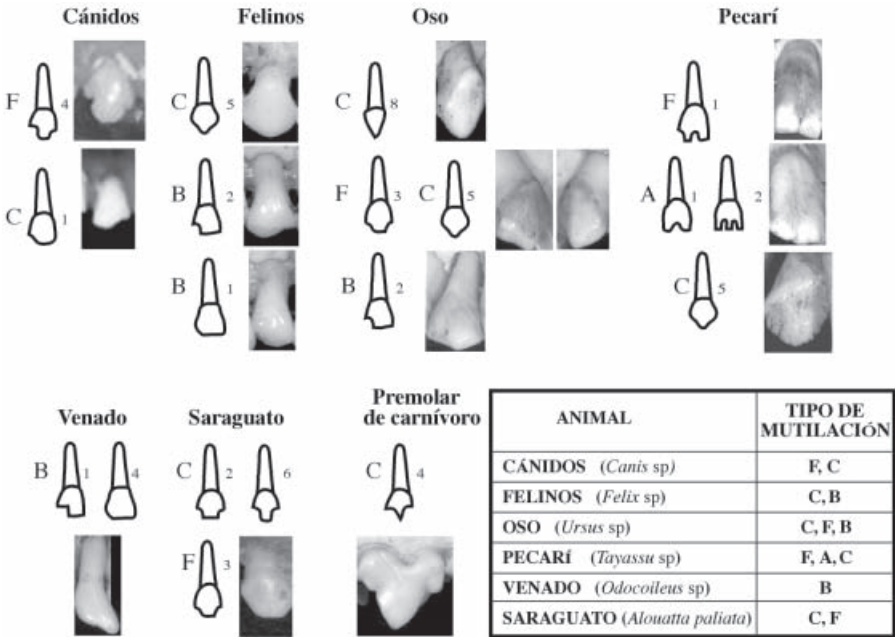 Cánidos Felinos Oso Pecarí
F 4 C 5 C 8 F 1
C 1 B 2 F 3 C 5 A 1 2
B 1 B 2 C 5
Venado Saraguato Premolar de carnívoro
B 1 4 C 2 6 C 4
F 3
ANIMAL TIPO DE MUTILACIÓN
CÁNIDOS (Canis sp) F, C
FELINOS (Felix sp) C, B
OSO (Ursus sp) C, F, B
PECARÍ (Tayassu sp) F, A, C
VENADO (Odocoileus sp) B
SARAGUATO (Alouatta paliata) C, F